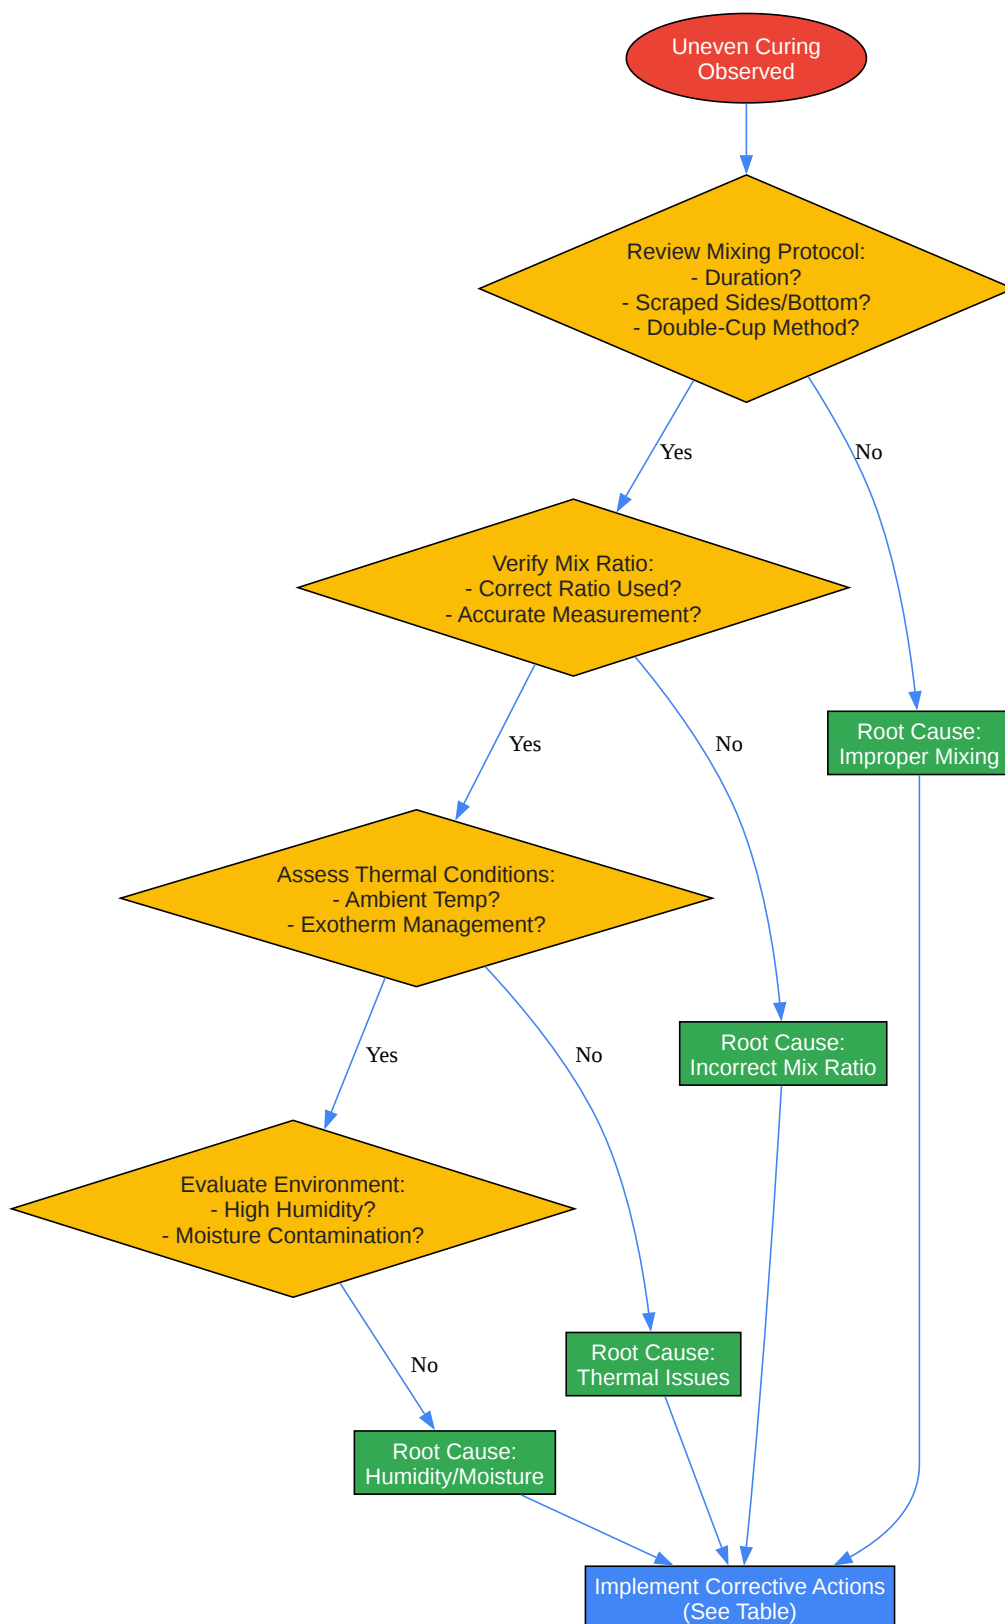 Uneven Curing
Observed
Review Mixing Protocol:
- Duration?
- Scraped Sides/Bottom?
- Double-Cup Method?
Yes
No
Verify Mix Ratio:
- Correct Ratio Used?
- Accurate Measurement?
Root Cause:
Improper Mixing
Yes
No
Assess Thermal Conditions:
- Ambient Temp?
- Exotherm Management?
Root Cause:
Incorrect Mix Ratio
Yes
No
Evaluate Environment:
- High Humidity?
- Moisture Contamination?
Root Cause:
Thermal Issues
No
Root Cause:
Humidity/Moisture
Implement Corrective Actions
(See Table)